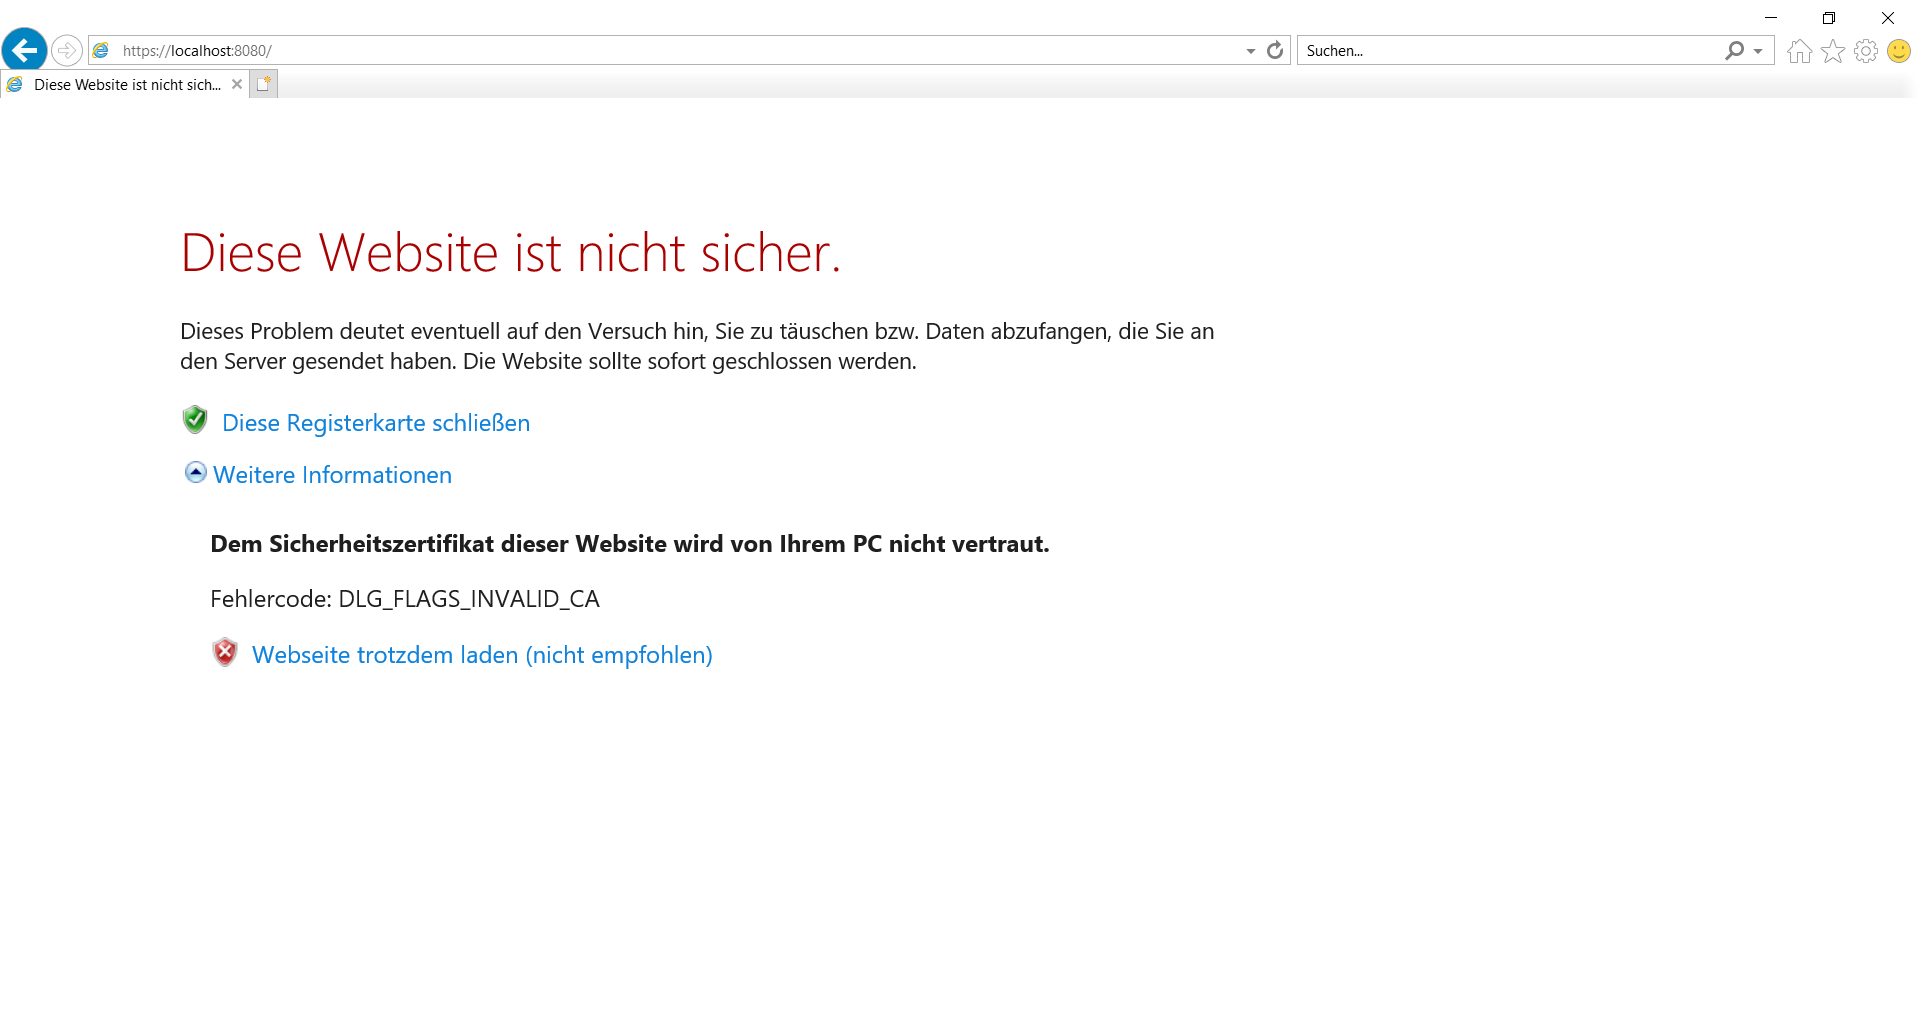 https://localhost:8080/
Suchen...
Diese Website ist nicht sich...
Diese Website ist nicht sicher.
Dieses Problem deutet eventuell auf den Versuch hin, Sie zu täuschen bzw. Daten abzufangen, die Sie an
den Server gesendet haben. Die Website sollte sofort geschlossen werden.
Diese Registerkarte schließen
Weitere Informationen
Dem Sicherheitszertifikat dieser Website wird von Ihrem PC nicht vertraut.
Fehlercode: DLG_FLAGS_INVALID_CA
Webseite trotzdem laden (nicht empfohlen)